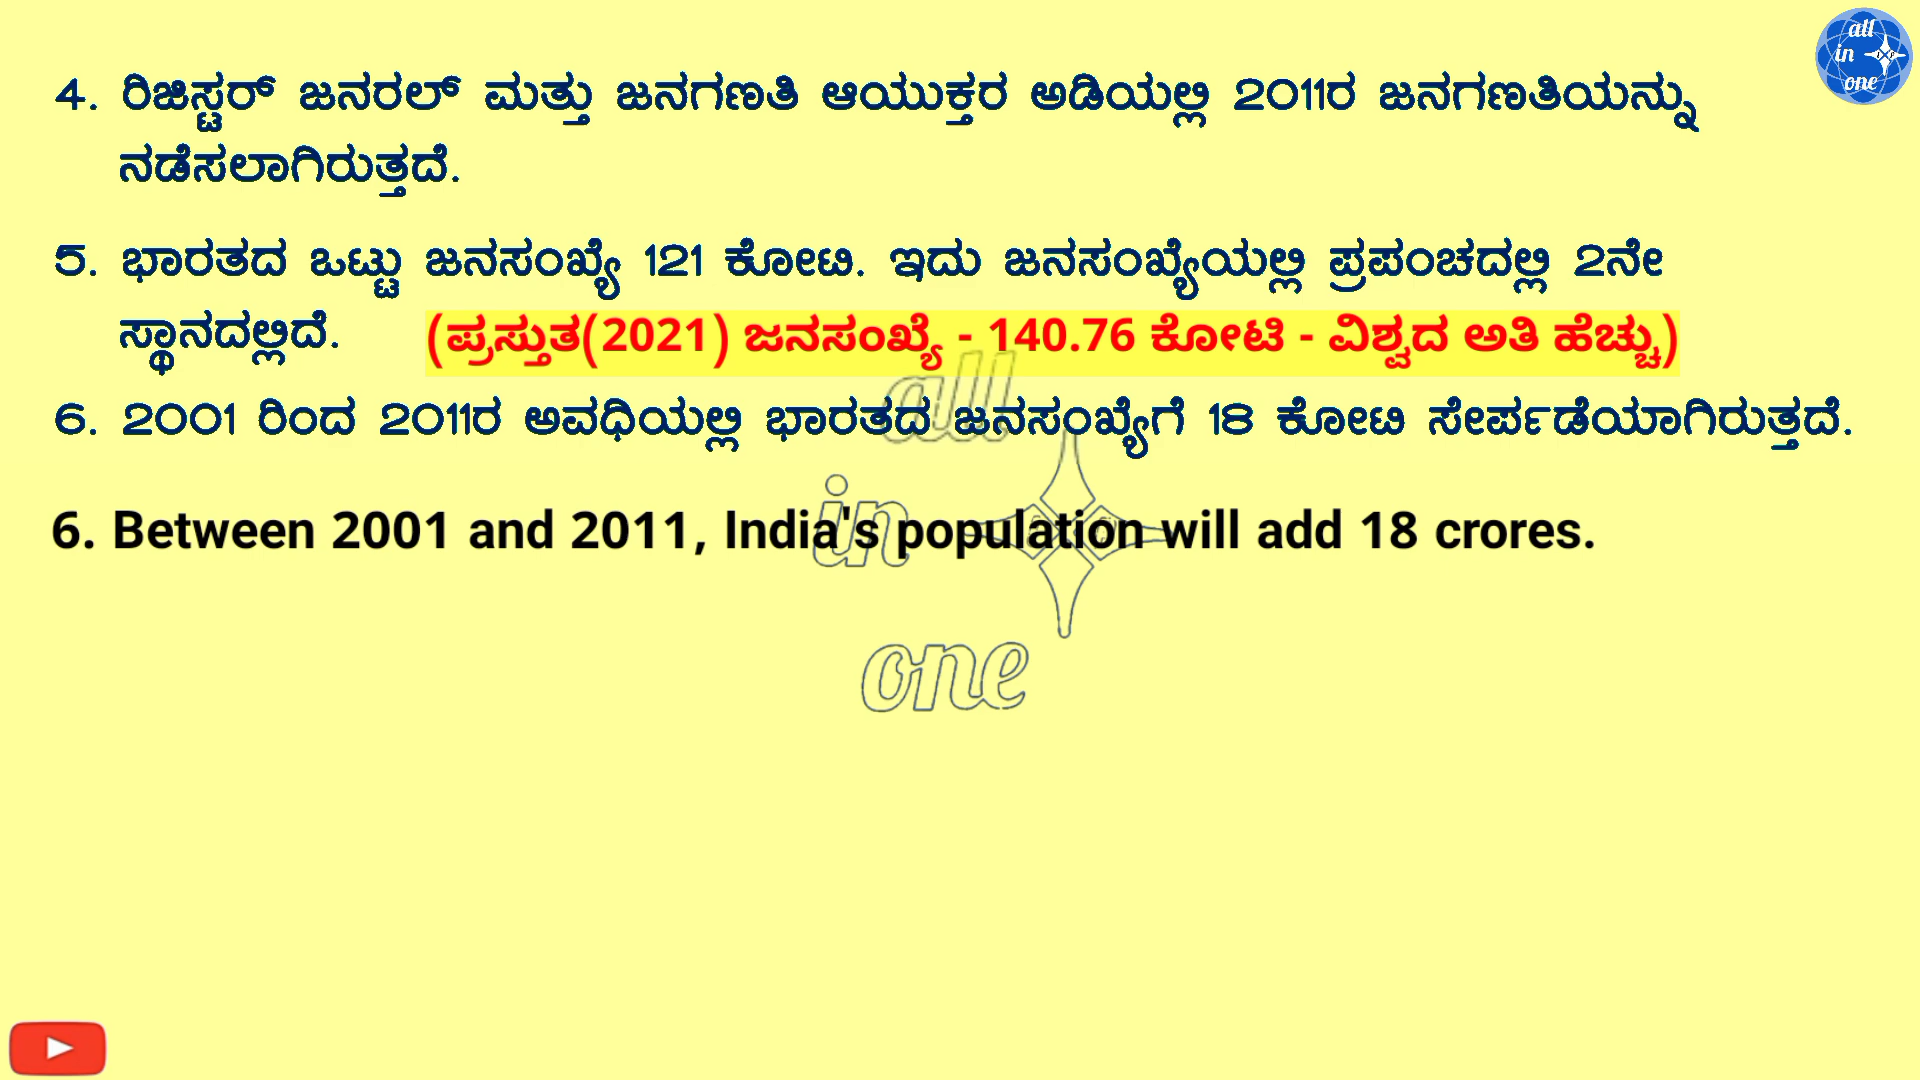 all
in
one
4. ರಿಜಿಸ್ಟರ್ ಜನರಲ್ ಮತ್ತು ಜನಗಣತಿ ಆಯುಕ್ತರ ಅಡಿಯಲ್ಲಿ 2011ರ ಜನಗಣತಿಯನ್ನು
ನಡೆಸಲಾಗಿರುತ್ತದೆ.
5. ಭಾರತದ ಒಟ್ಟು ಜನಸಂಖ್ಯೆ 121 ಕೋಟಿ. ಇದು ಜನಸಂಖ್ಯೆಯಲ್ಲಿ ಪ್ರಪಂಚದಲ್ಲಿ 2ನೇ
ಸ್ಥಾನದಲ್ಲಿದೆ. (ಪ್ರಸ್ತುತ(2021) ಜನಸಂಖ್ಯೆ - 140.76 ಕೋಟಿ - ವಿಶ್ವದ ಅತಿ ಹೆಚ್ಚು)
6. 2001 ರಿಂದ 2011ರ ಅವಧಿಯಲ್ಲಿ ಭಾರತದ ಜನಸಂಖ್ಯೆಗೆ 18 ಕೋಟಿ ಸೇರ್ಪಡೆಯಾಗಿರುತ್ತದೆ.
6. Between 2001 and 2011, India's population will add 18 crores.
all
in
one